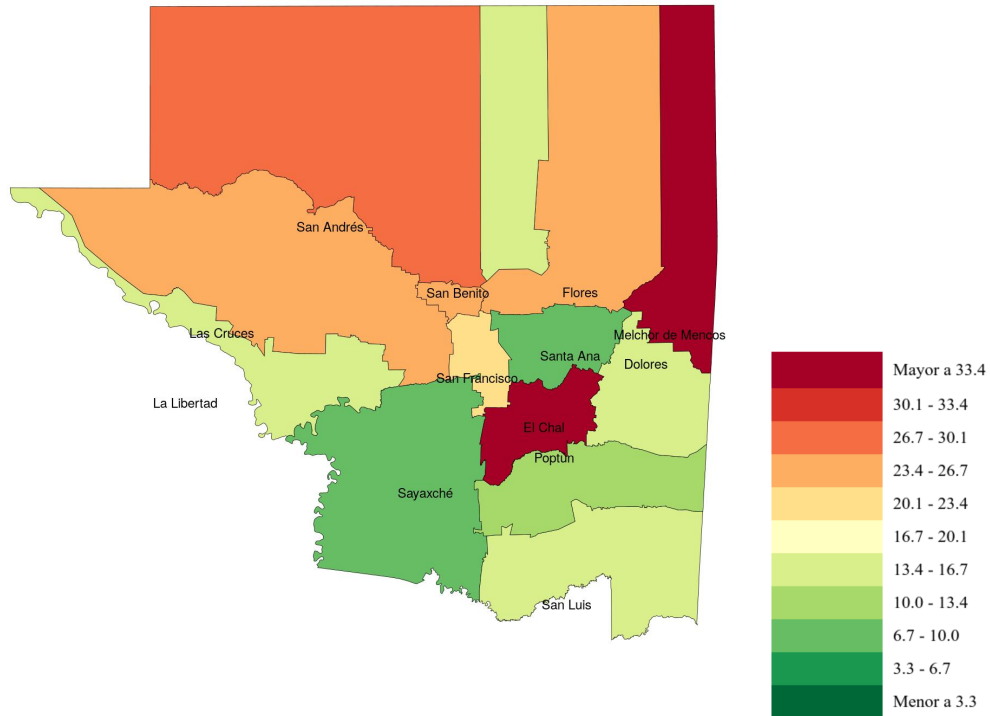 San Andrés
San Benito
Flores
Las Cruces
Melchor de Mencos
Santa Ana
Dolores
San Francisco
La Libertad
El Chal
Poptún
Sayaxché
San Luis
Mayor a 33.4
30.1 - 33.4
26.7 - 30.1
23.4 - 26.7
20.1 - 23.4
16.7 - 20.1
13.4 - 16.7
10.0 - 13.4
6.7 - 10.0
3.3 - 6.7
Menor a 3.3